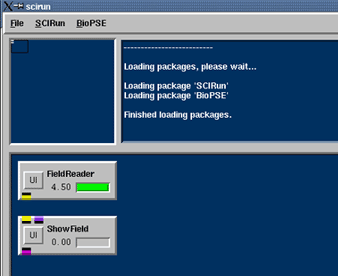 scirun
File SCIRun BioPSE
--------------------------
Loading packages, please wait...
Loading package 'SCIRun'
Loading package 'BioPSE'
Finished loading packages.
FieldReader
UI 4.50
ShowField
UI 0.00